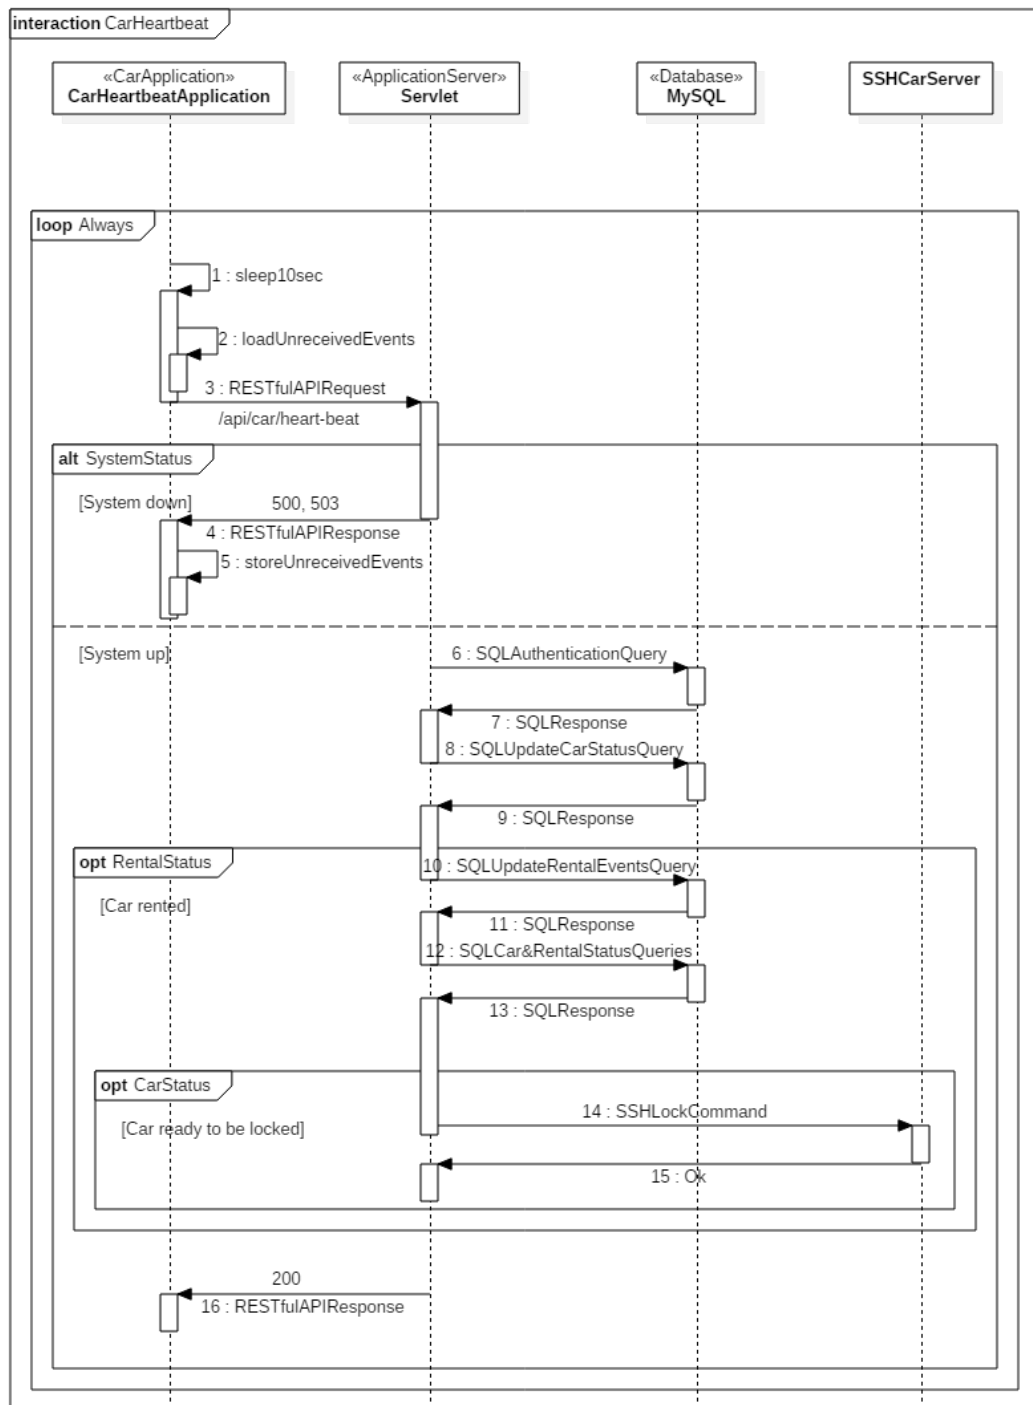 interaction CarHeartbeat
«CarApplication»
CarHeartbeatApplication
«ApplicationServer»
Servlet
«Database»
MySQL
SSHCarServer
loop Always
1 : sleep10sec
2 : loadUnreceivedEvents
3 : RESTfulAPIRequest
/api/car/heart-beat
alt SystemStatus
[System down]
500, 503
4 : RESTfulAPIResponse
5 : storeUnreceivedEvents
[System up]
6 : SQLAuthenticationQuery
7 : SQLResponse
8 : SQLUpdateCarStatusQuery
9 : SQLResponse
opt RentalStatus
10 : SQLUpdateRentalEventsQuery
[Car rented]
11 : SQLResponse
12 : SQLCar&RentalStatusQueries
13 : SQLResponse
opt CarStatus
14 : SSHLockCommand
[Car ready to be locked]
15 : Ok
200
16 : RESTfulAPIResponse